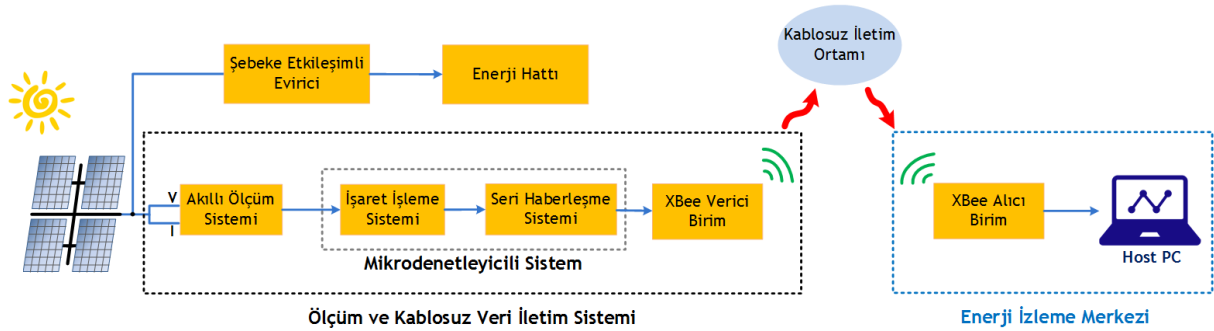 Kablosuz İletim
Ortamı
Şebeke Etkileşimli
Evirici
Enerji Hattı
V
I
Akıllı Ölçüm
Sistemi
İşaret İşleme
Sistemi
Seri Haberleşme
Sistemi
XBee Verici
Birim
Mikrodenetleyicili Sistem
Ölçüm ve Kablosuz Veri İletim Sistemi
XBee Alıcı
Birim
Host PC
Enerji İzleme Merkezi